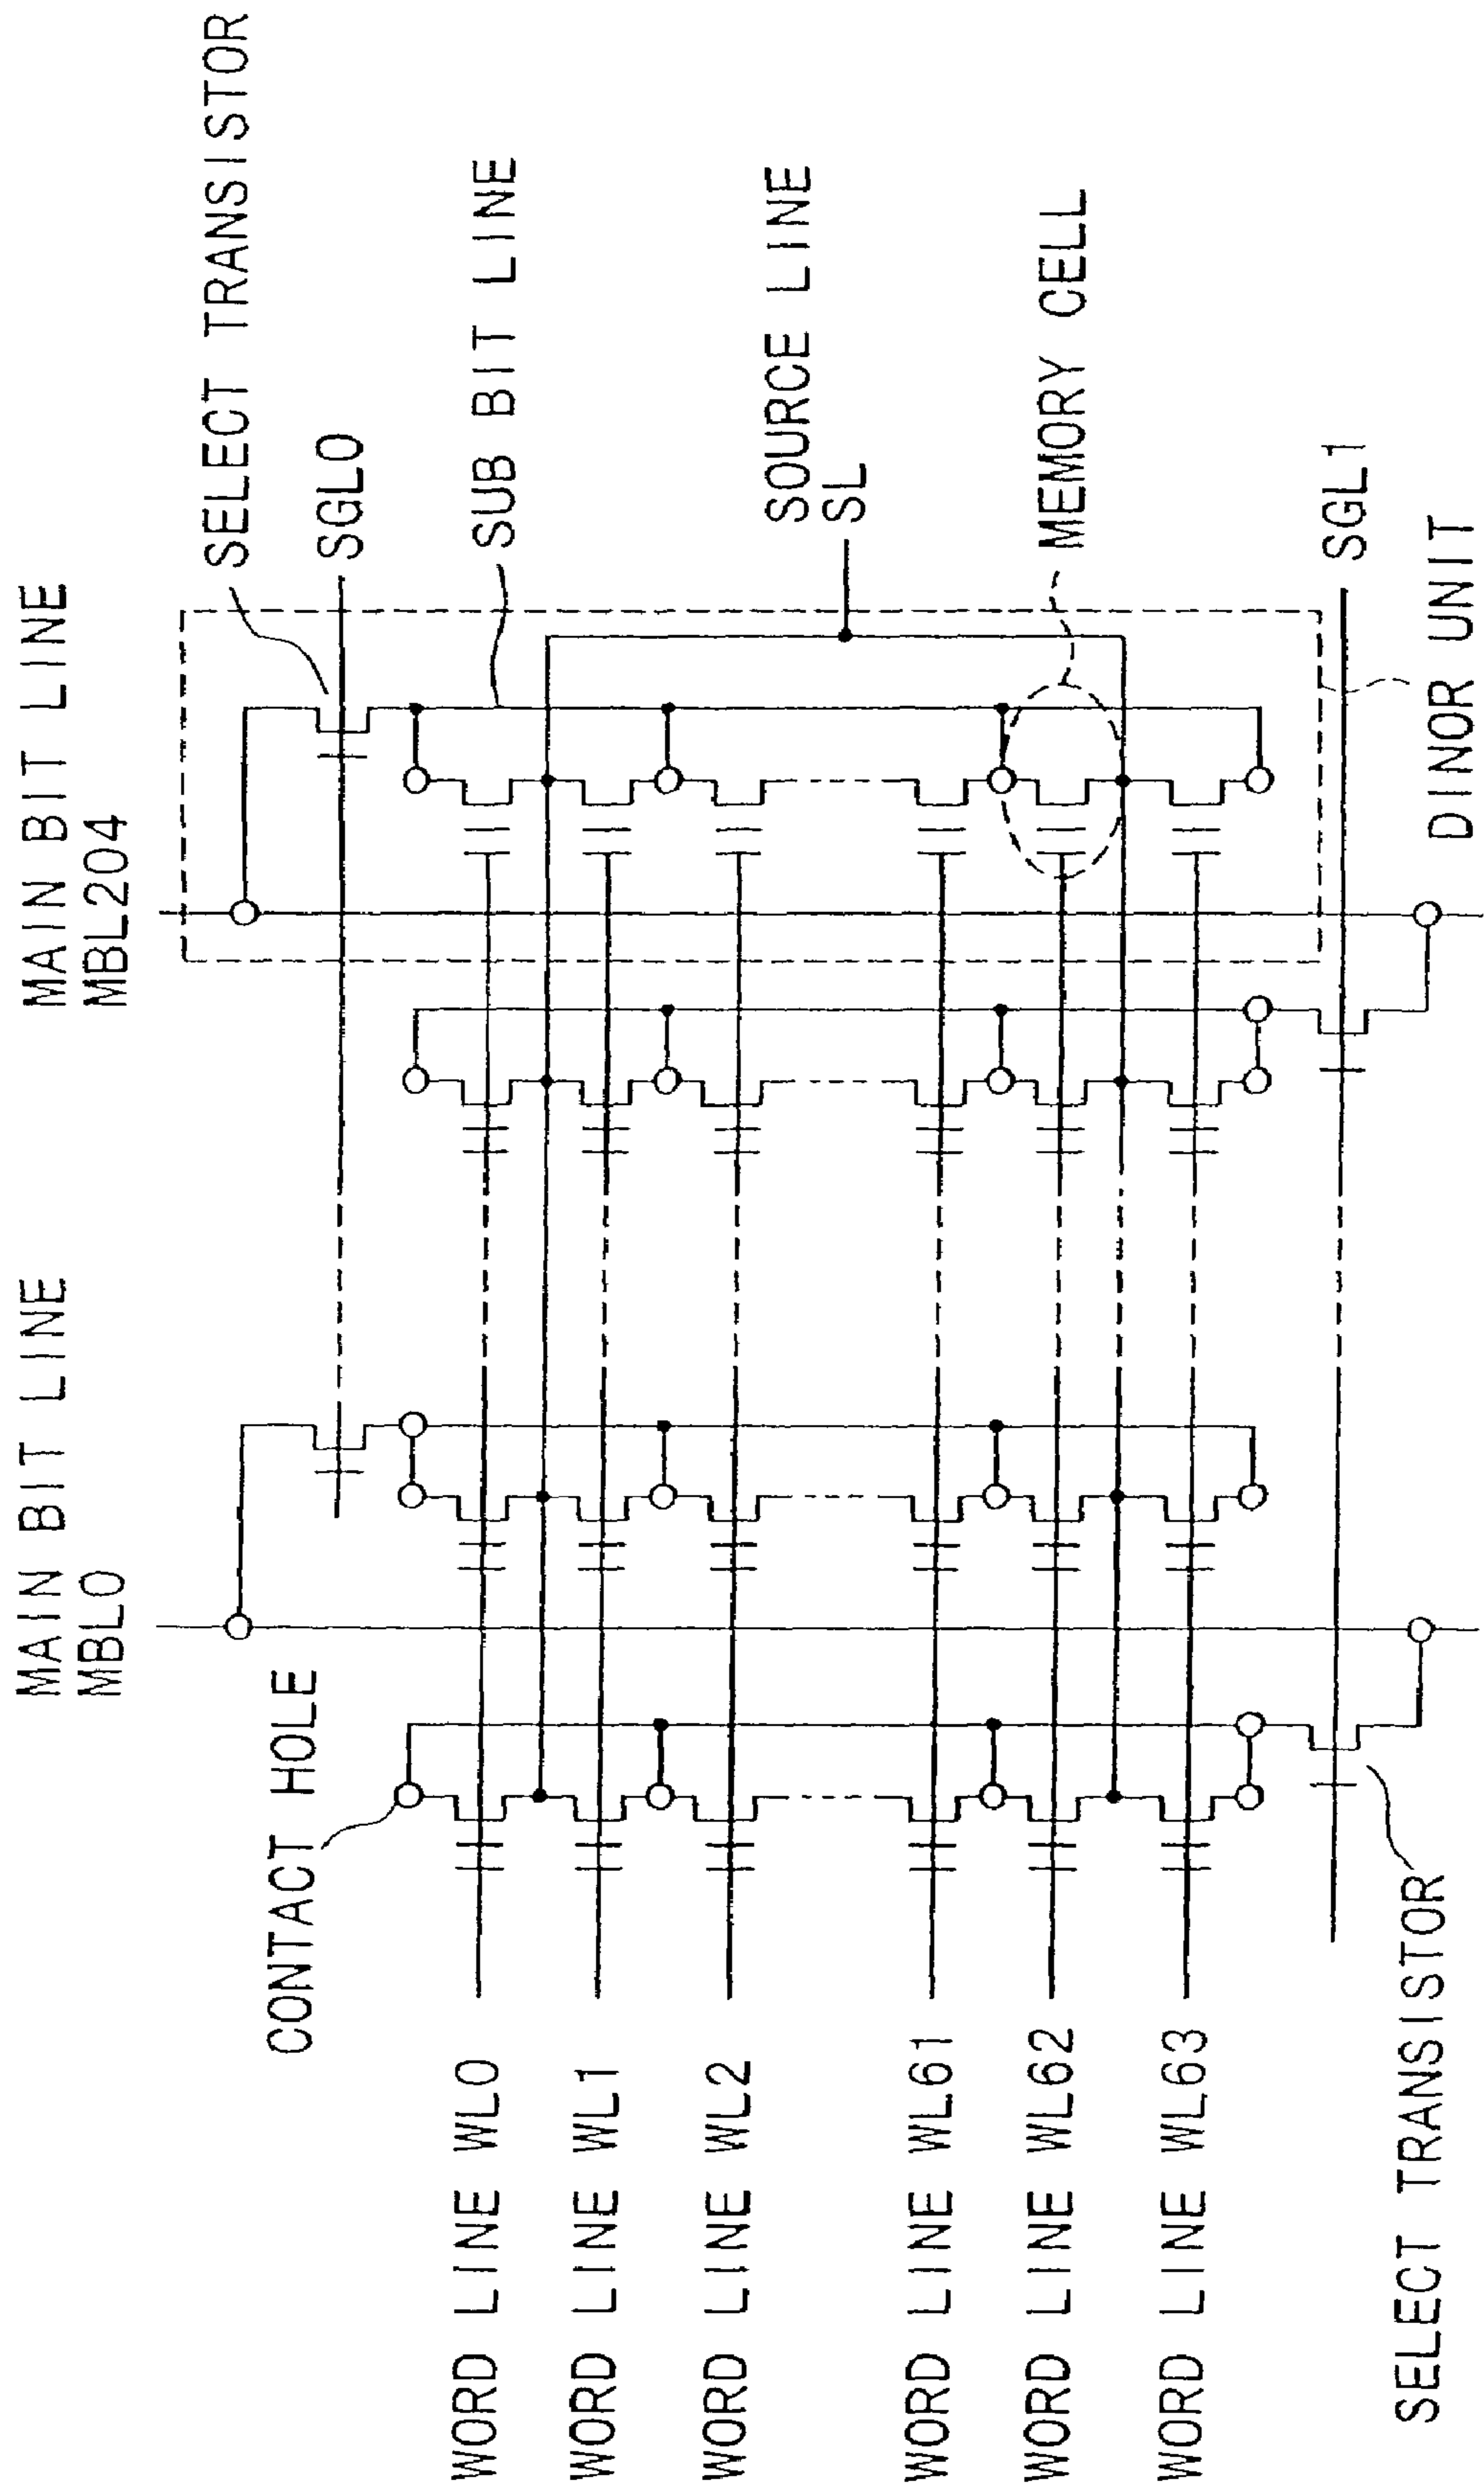 MAIN BIT LINE
MBL0
MAIN BIT LINE
MBL204
SELECT TRANSISTOR
CONTACT HOLE
SGL0
WORD LINE WL0
SUB BIT LINE
WORD LINE WL1
WORD LINE WL2
SOURCE LINE
SL
WORD LINE WL61
WORD LINE WL62
MEMORY CELL
WORD LINE WL63
SGL1
SELECT TRANSISTOR
DINOR UNIT